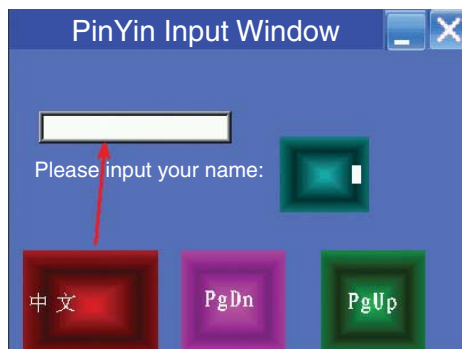 PinYin Input Window
Please input your name:
中文
PgDn
PgUp